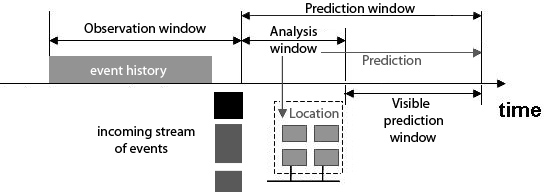 Prediction window
Observation window
Analysis
window
Prediction
event history
Location
Visible
prediction
window
time
incoming stream
of events